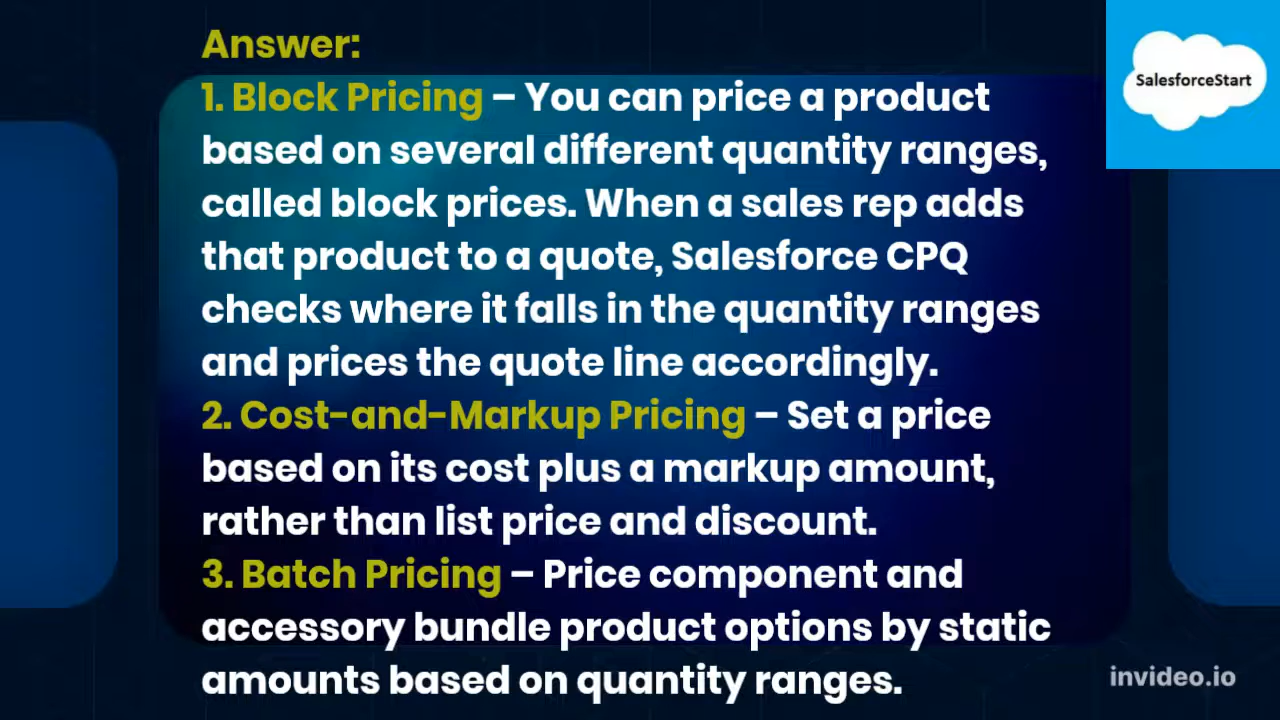 Answer:
1. Block Pricing – You can price a product
based on several different quantity ranges,
called block prices. When a sales rep adds
that product to a quote, Salesforce CPQ
checks where it falls in the quantity ranges
and prices the quote line accordingly.
2. Cost-and-Markup Pricing – Set a price
based on its cost plus a markup amount,
rather than list price and discount.
3. Batch Pricing – Price component and
accessory bundle product options by static
amounts based on quantity ranges.
SalesforceStart
invideo.io